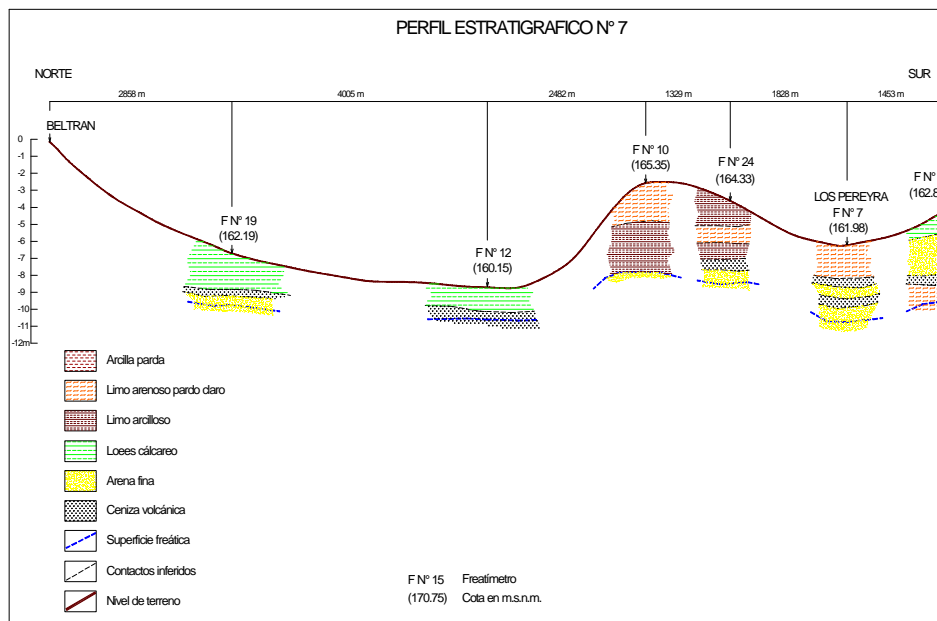 PERFIL ESTRATIGRAFICO N° 7
NORTE
SUR
2858 m
4005 m
2482 m
1329 m
1828 m
1453 m
BELTRAN
0
-1
-2
-3
-4
-5
-6
-7
-8
-9
-10
-11
-12m
F N° 19
(162.19)
F N° 12
(160.15)
F N° 10
(165.35)
F N° 24
(164.33)
LOS PEREYRA
F N° 7
(161.98)
F N°
(162.8
Arcilla parda
Limo arenoso pardo claro
Limo arcilloso
Loees cálcareo
Arena fina
Ceniza volcánica
Superficie freática
Contactos inferidos
Nivel de terreno
F N° 15 Freatímetro
(170.75) Cota en m.s.n.m.